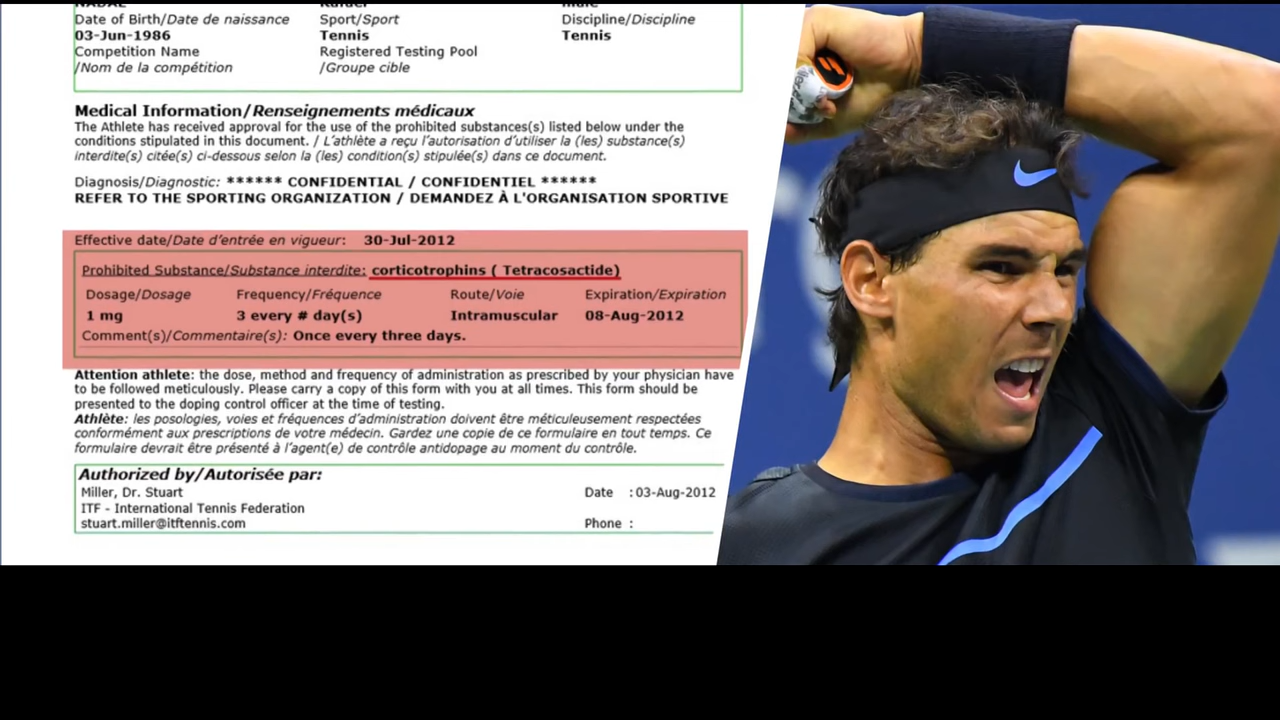 NADAL Rafael Male
Date of Birth/Date de naissance Sport/Sport Discipline/Discipline
03-Jun-1986 Tennis Tennis
Competition Name Registered Testing Pool
/Nom de la compétition /Groupe cible
Medical Information/Renseignements médicaux
The Athlete has received approval for the use of the prohibited substances(s) listed below under the
conditions stipulated in this document. / L'athlète a reçu l'autorisation d'utiliser la (les) substance(s)
interdite(s) citée(s) ci-dessous selon la (les) condition(s) stipulée(s) dans ce document.
Diagnosis/Diagnostic: ****** CONFIDENTIAL / CONFIDENTIEL ******
REFER TO THE SPORTING ORGANIZATION / DEMANDEZ À L'ORGANISATION SPORTIVE
Effective date/Date d'entrée en vigueur: 30-Jul-2012
Prohibited Substance/Substance interdite: corticotrophins ( Tetracosactide)
Dosage/Dosage Frequency/Fréquence Route/Voie Expiration/Expiration
1 mg 3 every # day(s) Intramuscular 08-Aug-2012
Comment(s)/Commentaire(s): Once every three days.
Attention athlete: the dose, method and frequency of administration as prescribed by your physician have
to be followed meticulously. Please carry a copy of this form with you at all times. This form should be
presented to the doping control officer at the time of testing.
Athlète: les posologies, voies et fréquences d'administration doivent être méticuleusement respectées
conformément aux prescriptions de votre médecin. Gardez une copie de ce formulaire en tout temps. Ce
formulaire devrait être présenté à l'agent(e) de contrôle antidopage au moment du contrôle.
Authorized by/Autorisée par:
Miller, Dr. Stuart Date : 03-Aug-2012
ITF - International Tennis Federation
stuart.miller@itftennis.com Phone :